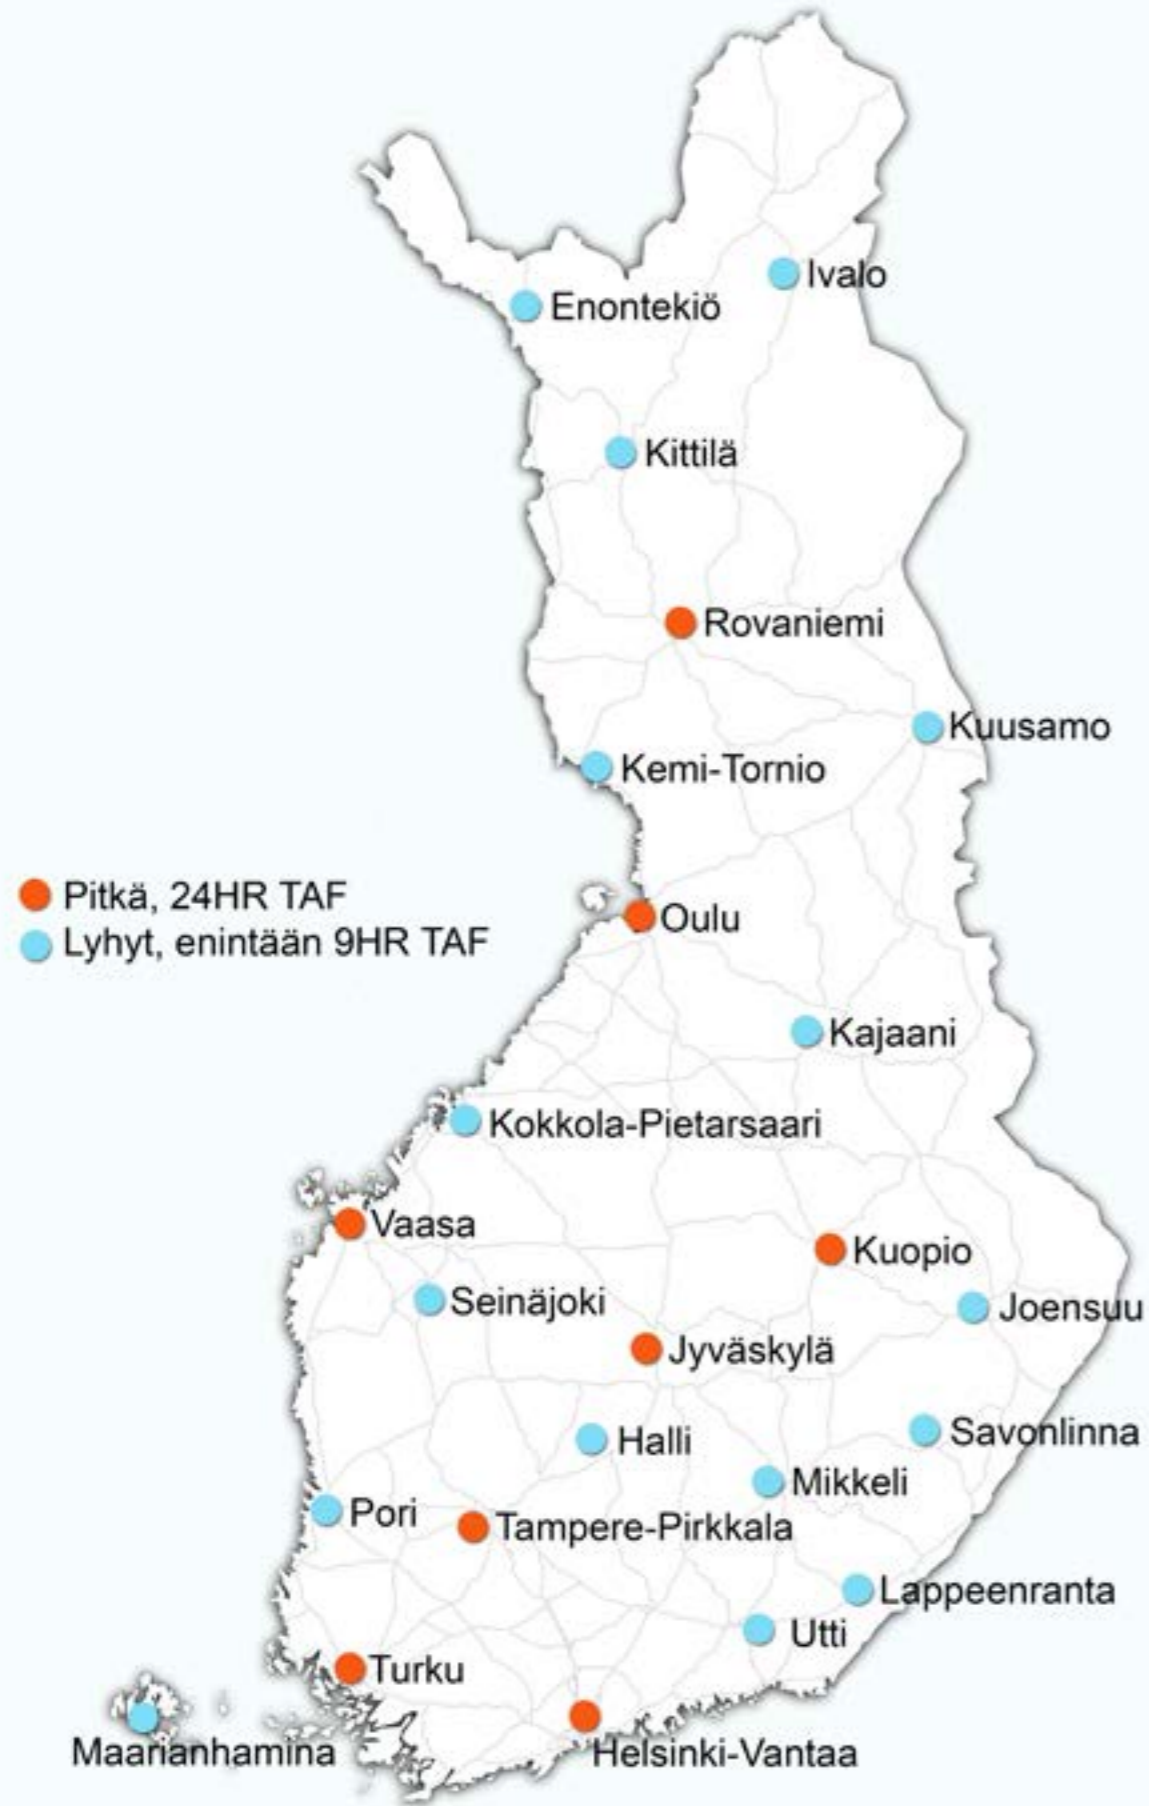 Ivalo
Enontekiö
Kittilä
Rovaniemi
Kuusamo
Kemi-Tornio
Pitkä, 24HR TAF
Lyhyt, enintään 9HR TAF
Oulu
Kajaani
Kokkola-Pietarsaari
Vaasa
Kuopio
Seinäjoki
Joensuu
Jyväskylä
Halli
Savonlinna
Mikkeli
Pori
Tampere-Pirkkala
Lappeenranta
Utti
Turku
Maarianhamina
Helsinki-Vantaa